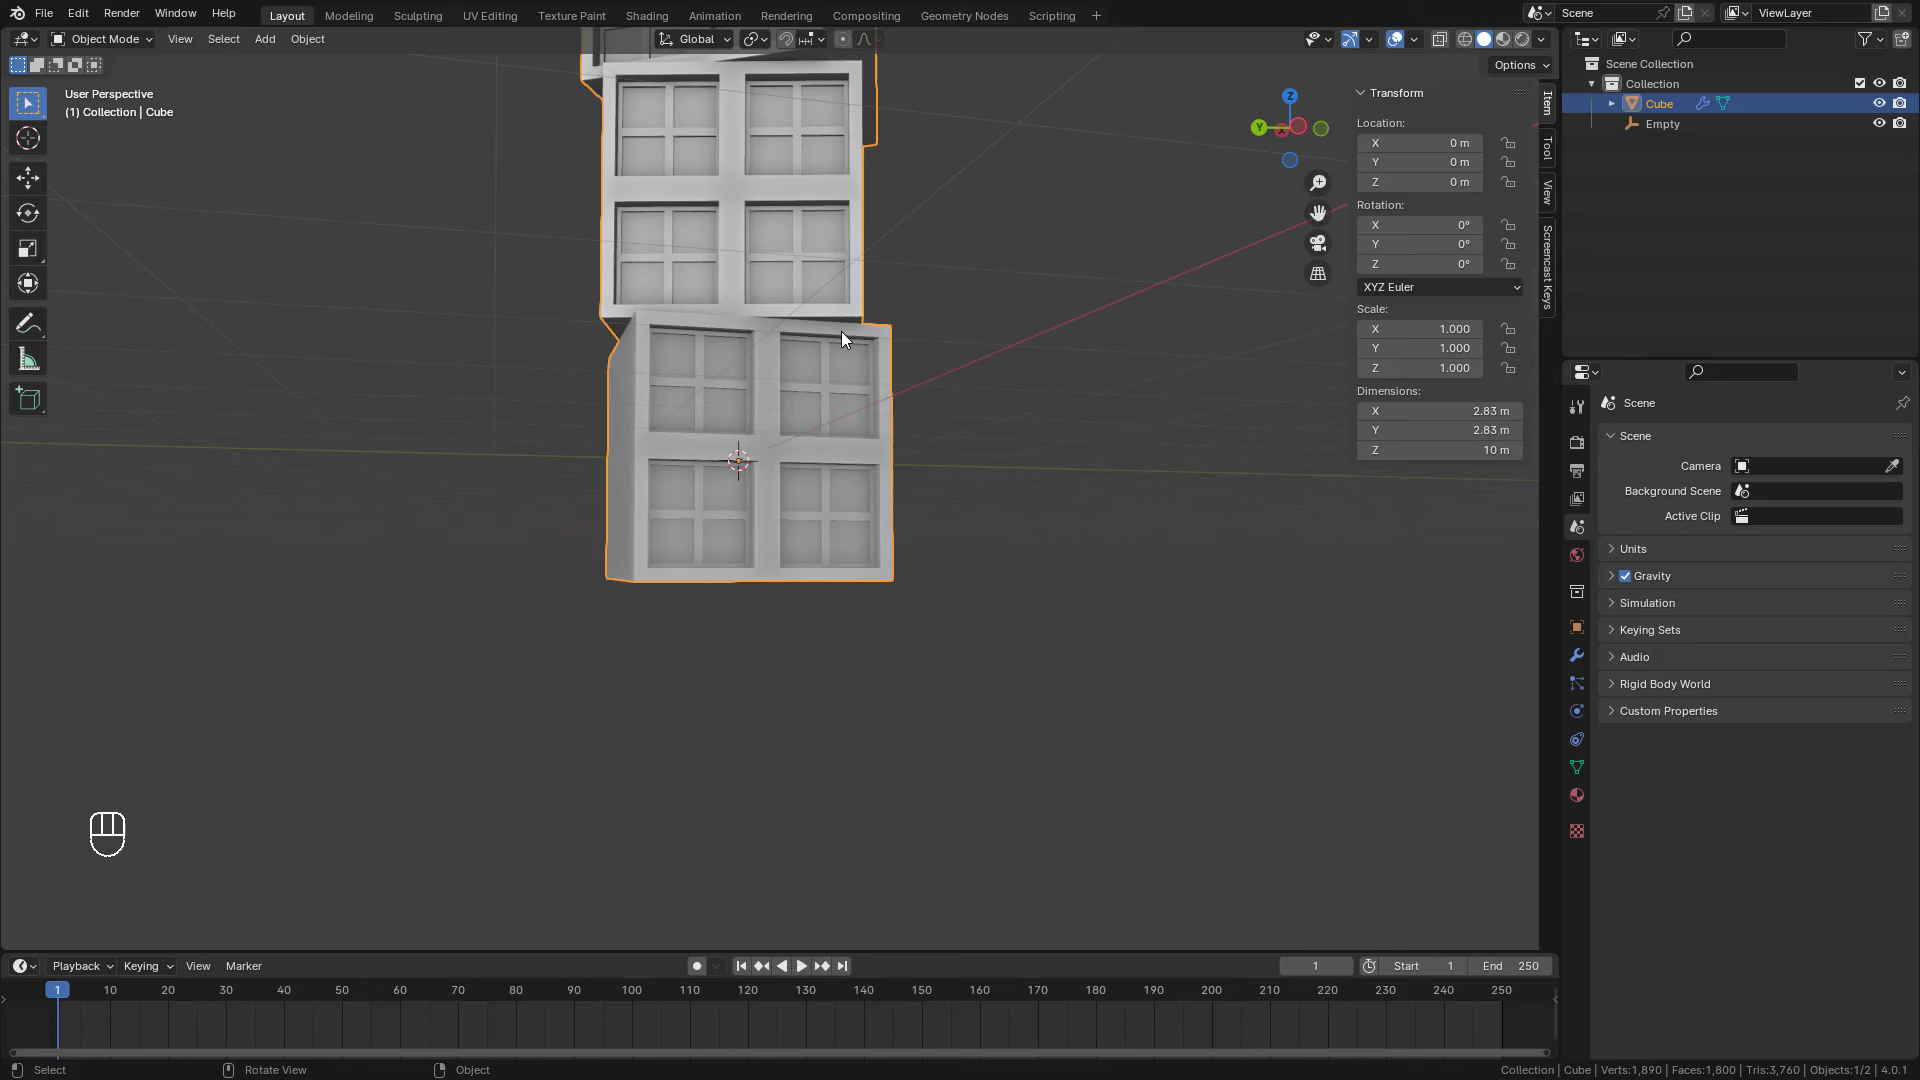 File Edit Render Window Help
Layout Modeling Sculpting UV Editing Texture Paint Shading Animation Rendering Compositing Geometry Nodes Scripting +
Scene
ViewLayer
Object Mode View Select Add Object
Global
Options
User Perspective
(1) Collection | Cube
Z
Y
X
Transform
Location:
X 0 m
Y 0 m
Z 0 m
Rotation:
X 0°
Y 0°
Z 0°
XYZ Euler
Scale:
X 1.000
Y 1.000
Z 1.000
Dimensions:
X 2.83 m
Y 2.83 m
Z 10 m
Item
Tool
View
Screencast Keys
Scene Collection
Collection
Cube
Empty
Scene
Scene
Camera
Background Scene
Active Clip
Units
Gravity
Simulation
Keying Sets
Audio
Rigid Body World
Custom Properties
Playback Keying View Marker
1 Start 1 End 250
1 10 20 30 40 50 60 70 80 90 100 110 120 130 140 150 160 170 180 190 200 210 220 230 240 250
Select Rotate View Object
Collection | Cube | Verts:1,890 | Faces:1,800 | Tris:3,760 | Objects:1/2 | 4.0.1